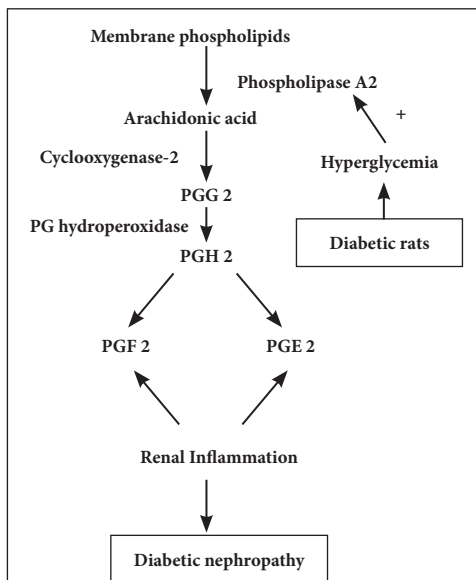 Membrane phospholipids
Phospholipase A2
Arachidonic acid
+
Cyclooxygenase-2
Hyperglycemia
PGG 2
PG hydroperoxidase
Diabetic rats
PGH 2
PGF 2
PGE 2
Renal Inflammation
Diabetic nephropathy